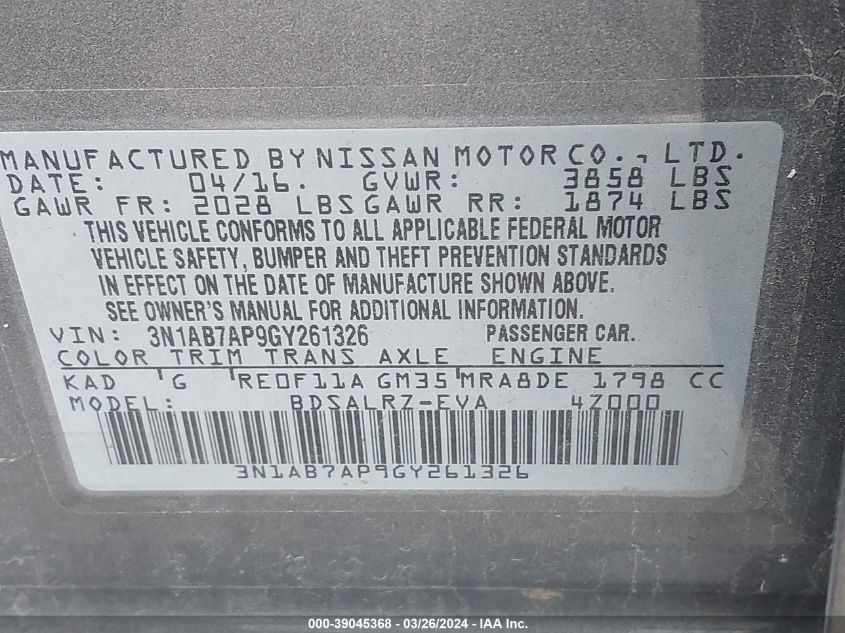 MANUFACTURED BY NISSAN MOTOR CO., LTD.
DATE: 04/16. GVWR: 3858 LBS
GAWR FR: 2028 LBS GAWR RR: 1874 LBS
THIS VEHICLE CONFORMS TO ALL APPLICABLE FEDERAL MOTOR
VEHICLE SAFETY, BUMPER AND THEFT PREVENTION STANDARDS
IN EFFECT ON THE DATE OF MANUFACTURE SHOWN ABOVE.
SEE OWNER'S MANUAL FOR ADDITIONAL INFORMATION.
VIN: 3N1AB7AP9GY261326 PASSENGER CAR.
COLOR TRIM TRANS AXLE ENGINE
KAD G RE0F11A GM35 MRA8DE 1798 CC
MODEL: BDSALRZ-EVA 4Z000
3N1AB7AP9GY261326
000-39045368 - 03/26/2024 - IAA Inc.